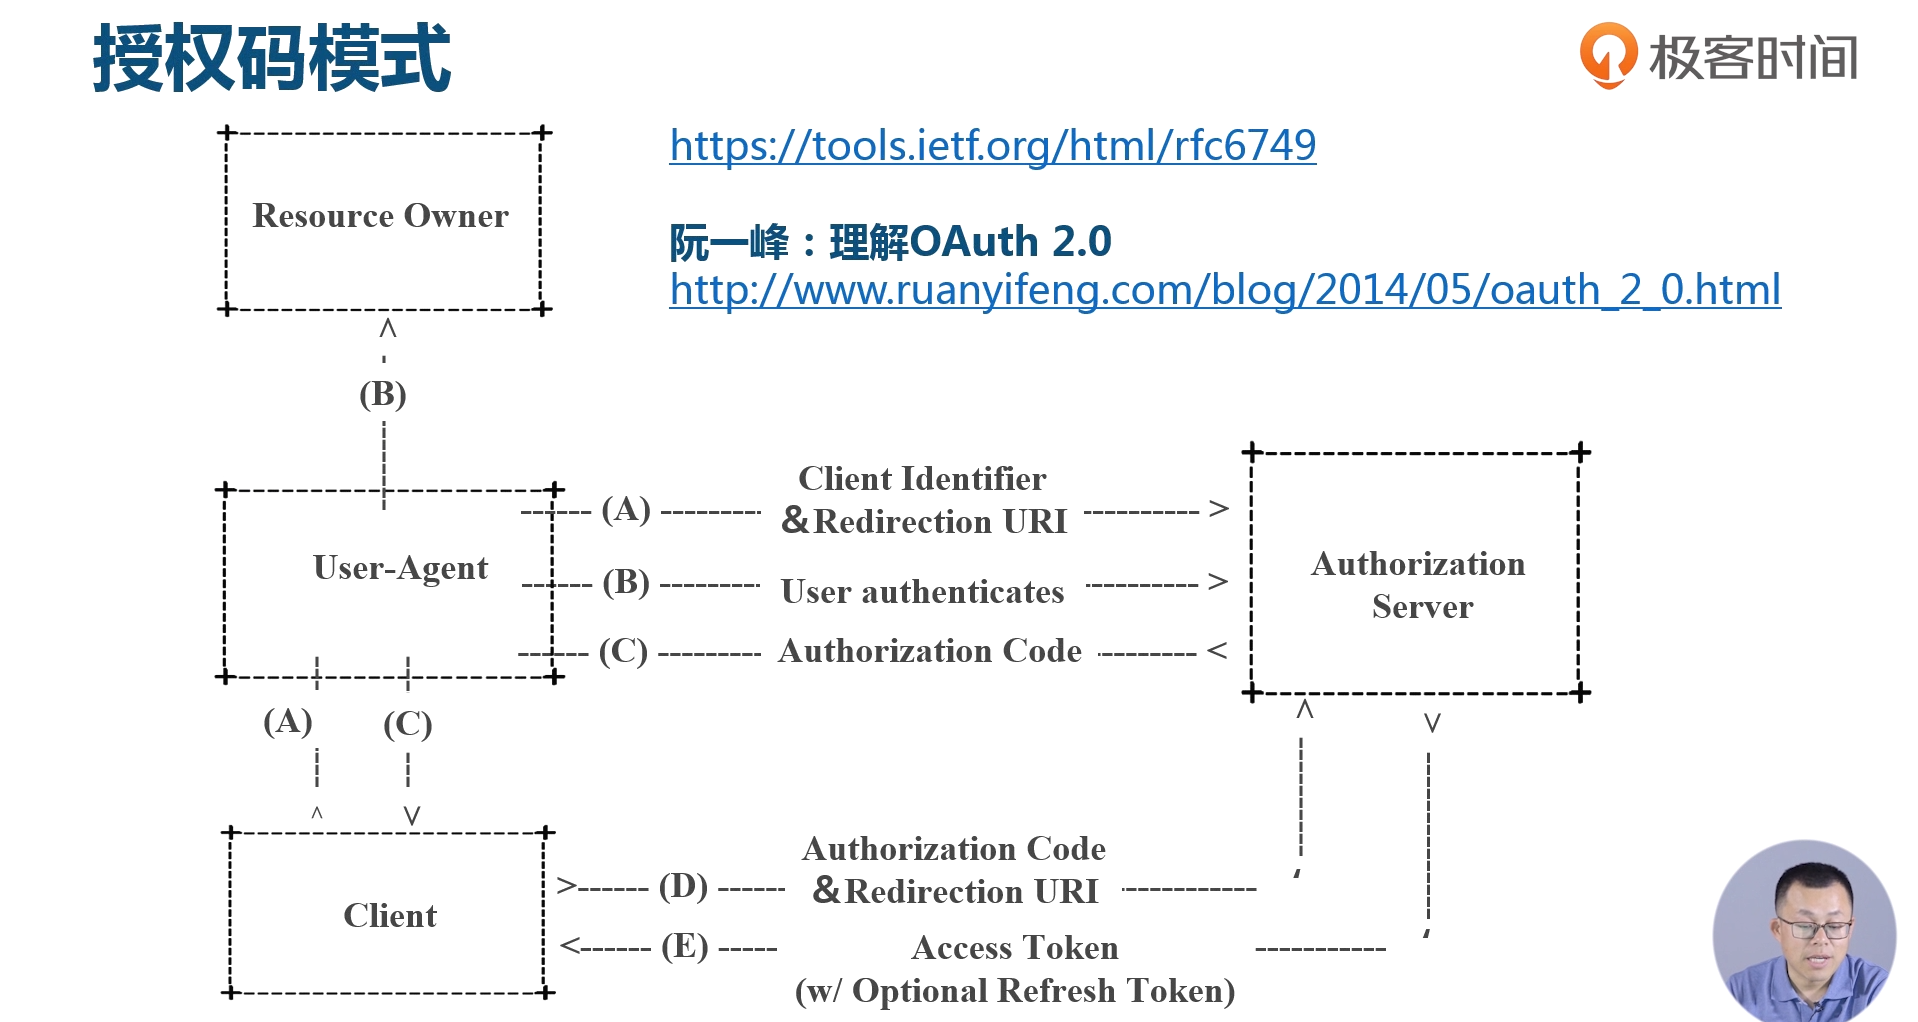 授权码模式
极客时间
https://tools.ietf.org/html/rfc6749
阮一峰：理解OAuth 2.0
http://www.ruanyifeng.com/blog/2014/05/oauth_2_0.html
Resource Owner
(B)
User-Agent
(A)
Client Identifier
&Redirection URI
(B)
User authenticates
(C)
Authorization Code
Authorization
Server
(A)
(C)
Client
(D)
Authorization Code
&Redirection URI
(E)
Access Token
(w/ Optional Refresh Token)